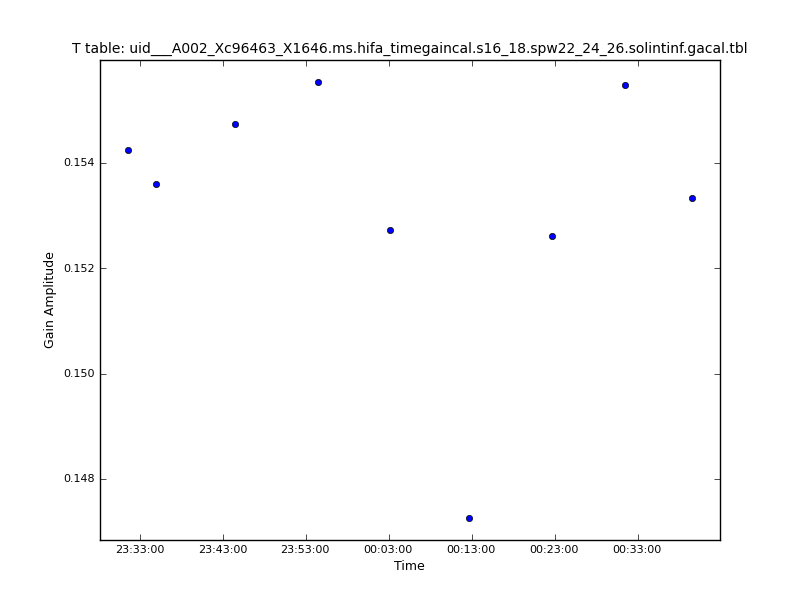 T table: uid___A002_Xc96463_X1646.ms.hifa_timegaincal.s16_18.spw22_24_26.solintinf.gacal.tbl
0.154
0.152
0.150
0.148
Gain Amplitude
23:33:00 23:43:00 23:53:00 00:03:00 00:13:00 00:23:00 00:33:00
Time